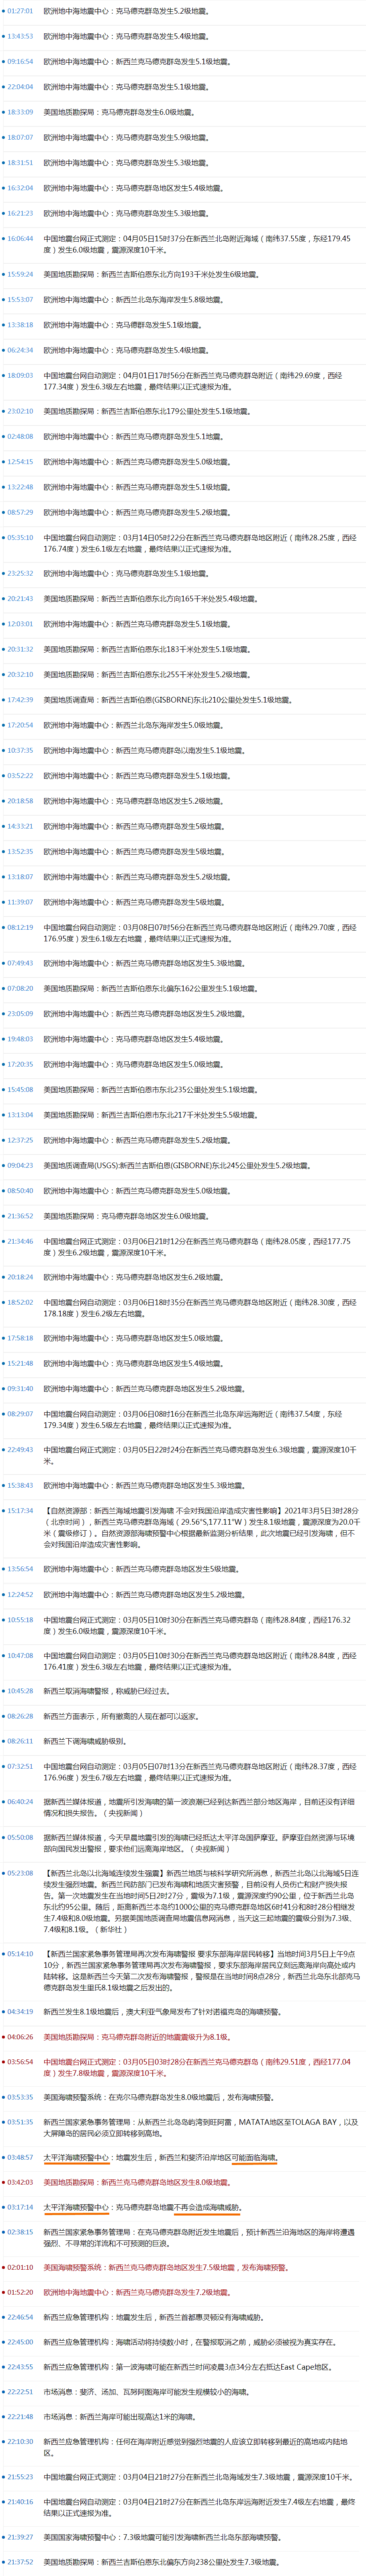 01:27:01 欧洲地中海地震中心：克马德克群岛发生5.2级地震。
13:43:53 欧洲地中海地震中心：克马德克群岛发生5.4级地震。
09:16:54 欧洲地中海地震中心：新西兰克马德克群岛发生5.1级地震。
22:04:04 欧洲地中海地震中心：克马德克群岛发生5.1级地震。
18:33:09 美国地质勘探局：克马德克群岛发生6.0级地震。
18:07:07 欧洲地中海地震中心：克马德克群岛发生5.9级地震。
18:31:51 欧洲地中海地震中心：克马德克群岛发生5.3级地震。
16:32:04 欧洲地中海地震中心：克马德克群岛地区发生5.4级地震。
16:21:23 欧洲地中海地震中心：克马德克群岛发生5.3级地震。
16:06:44 中国地震台网正式测定：04月05日15时37分在新西兰北岛附近海域（南纬37.55度，东经179.45
度）发生6.0级地震，震源深度10千米。
15:59:24 美国地质勘探局：新西兰吉斯伯恩东北方向193千米处发生6级地震。
15:53:07 欧洲地中海地震中心：新西兰北岛东海岸发生5.8级地震。
13:38:18 欧洲地中海地震中心：克马德群岛发生5.1级地震。
06:24:34 欧洲地中海地震中心：克马德克群岛发生5.4级地震。
18:09:03 中国地震台网自动测定：04月01日17时56分在新西兰克马德克群岛附近（南纬29.69度，西经
177.34度）发生6.3级左右地震，最终结果以正式速报为准。
23:02:10 美国地质勘探局：新西兰吉斯伯恩东北179公里处发生5.1级地震。
02:48:08 欧洲地中海地震中心：新西兰克马德克群岛发生5.1地震。
12:54:15 欧洲地中海地震中心：新西兰克马德克群岛发生5.0级地震。
13:22:48 欧洲地中海地震中心：新西兰克马德克群岛发生5.1级地震。
08:57:29 欧洲地中海地震中心：新西兰克马德克群岛发生5.2级地震。
05:35:10 中国地震台网自动测定：03月14日05时22分在新西兰克马德克群岛地区附近（南纬28.25度，西经
176.74度）发生6.1级左右地震，最终结果以正式速报为准。
23:25:32 欧洲地中海地震中心：克马德克群岛发生5.1级地震。
20:21:43 美国地质勘探局：新西兰吉斯伯恩东北方向165千米处发5.4级地震。
12:03:01 欧洲地中海地震中心：新西兰克马德克群岛发生5.1级地震。
20:31:32 美国地质勘探局：新西兰吉斯伯恩东北183千米处发生5.1级地震。
20:32:10 美国地质勘探局：新西兰吉斯伯恩东北255千米处发生5.2级地震。
17:42:39 美国地质调查局：新西兰吉斯伯恩(GISBORNE)东北210公里处发生5.1级地震。
17:20:54 欧洲地中海地震中心：新西兰北岛东海岸发生5.0级地震。
10:37:35 欧洲地中海地震中心：新西兰克马德克群岛以南发生5.1级地震。
03:52:22 欧洲地中海地震中心：新西兰克马德克群岛发生5.1级地震。
20:18:58 欧洲地中海地震中心：克马德克群岛地区发生5.2级地震。
14:33:21 欧洲地中海地震中心：新西兰克马德克群岛发生5级地震。
13:52:35 欧洲地中海地震中心：新西兰克马德克群岛发生5级地震。
13:18:07 欧洲地中海地震中心：新西兰克马德克群岛发生5.2级地震。
11:39:07 欧洲地中海地震中心：新西兰克马德克群岛发生5级地震。
08:12:19 中国地震台网自动测定：03月08日07时56分在新西兰克马德克群岛地区附近（南纬29.70度，西经
176.95度）发生6.1级左右地震，最终结果以正式速报为准。
07:49:43 欧洲地中海地震中心：新西兰克马德克群岛地区发生5.3级地震。
07:08:20 美国地质勘探局：新西兰吉斯伯恩东北偏东162公里发生5.1级地震。
23:05:09 欧洲地中海地震中心：新西兰克马德克群岛地区发生5.2级地震。
19:48:03 欧洲地中海地震中心：新西兰克马德克群岛地区发生5.4级地震。
17:20:35 欧洲地中海地震中心：新西兰克马德克群岛地区发生5.0级地震。
15:45:08 美国地质勘探局：新西兰吉斯伯恩市东北235公里处发生5.1级地震。
13:13:04 美国地质勘探局：新西兰吉斯伯恩市东北217千米处发生5.5级地震。
12:37:25 欧洲地中海地震中心：新西兰克马德克群岛发生5.2级地震。
09:04:23 美国地质调查局(USGS):新西兰吉斯伯恩(GISBORNE)东北245公里处发生5.2级地震。
08:50:40 欧洲地中海地震中心：新西兰克马德克群岛发生5.0级地震。
21:36:52 美国地质勘探局：克马德克群岛地区发生6.0级地震。
21:34:46 中国地震台网正式测定：03月06日21时12分在新西兰克马德克群岛（南纬28.05度，西经177.75
度）发生6.2级地震，震源深度10千米。
20:18:24 欧洲地中海地震中心：克马德克群岛地区发生6.2级地震。
18:52:02 中国地震台网自动测定：03月06日18时35分在新西兰克马德克群岛地区附近（南纬28.30度，西经
178.18度）发生6.2级左右地震。
17:58:18 欧洲地中海地震中心：克马德克群岛地区发生5.0级地震。
15:21:48 欧洲地中海地震中心：克马德克群岛地区发生5.4级地震。
09:31:40 欧洲地中海地震中心：新西兰克马德克群岛地区发生5.2级地震。
08:29:07 中国地震台网自动测定：03月06日08时16分在新西兰北岛东岸远海附近（南纬37.54度，东经
179.34度）发生6.5级左右地震，最终结果以正式速报为准。
22:49:43 中国地震台网正式测定：03月05日22时24分在新西兰克马德克群岛发生6.3级地震，震源深度10千
米。
15:38:43 欧洲地中海地震中心：新西兰克马德克群岛地区发生5.3级地震。
15:17:34 【自然资源部：新西兰海域地震引发海啸 不会对我国沿岸造成灾害性影响】2021年3月5日3时28分
（北京时间），新西兰克马德克群岛海域（29.56°S,177.11°W）发生8.1级地震，震源深度为20.0千
米（震级修订）。自然资源部海啸预警中心根据最新监测分析结果，此次地震已经引发海啸，但不
会对我国沿岸造成灾害性影响。
13:56:54 欧洲地中海地震中心：新西兰克马德克群岛地区发生5级地震。
12:24:52 欧洲地中海地震中心：新西兰克马德克群岛地区发生5.2级地震。
10:55:18 中国地震台网正式测定：03月05日10时30分在新西兰克马德克群岛（南纬28.84度，西经176.32
度）发生6.0级地震，震源深度10千米。
10:47:08 中国地震台网自动测定：03月05日10时30分在新西兰克马德克群岛地区附近（南纬28.84度，西经
176.41度）发生6.3级左右地震，最终结果以正式速报为准。
10:45:28 新西兰取消海啸警报，称威胁已经过去。
08:26:28 新西兰方面表示，所有撤离的人现在都可以返家。
08:26:11 新西兰下调海啸威胁级别。
07:32:51 中国地震台网自动测定：03月05日07时13分在新西兰克马德克群岛地区附近（南纬28.37度，西经
176.96度）发生6.7级左右地震，最终结果以正式速报为准。
06:40:24 据新西兰媒体报道，地震所引发海啸的第一波浪潮已经到达新西兰部分地区海岸，目前还没有详细
情况和损失报告。（央视新闻）
05:50:08 据新西兰媒体报道，今天早晨地震引发的海啸已经抵达太平洋岛国萨摩亚。萨摩亚自然资源与环境
部向国民发出警报，要求他们远离海岸地区。（央视新闻）
05:23:08 【新西兰北岛以北海域连续发生强震】新西兰地质与核科学研究所消息，新西兰北岛以北海域5日连
续发生强烈地震。新西兰民防部门已发布海啸和地质灾害预警，目前没有人员伤亡和财产损失报
告。第一次地震发生在当地时间5日2时27分，震级为7.1级，震源深度约90公里，位于新西兰北岛
东北约95公里。随后，距离新西兰本岛约1000公里的克马德克群岛地区6时41分和8时28分相继发
生7.4级和8.0级地震。另据美国地质调查局地震信息网消息，当天这三起地震的震级分别为7.3级、
7.4级和8.1级。（新华社）
05:14:10 【新西兰国家紧急事务管理局再次发布海啸警报 要求东部海岸居民转移】当地时间3月5日上午9点
10分，新西兰国家紧急事务管理局再次发布海啸警报，要求东部海岸居民立刻远离海岸向高处或内
陆转移。这是新西兰今天第二次发布海啸警报，警报是在当地时间8点28分，新西兰北岛东北部克马
德克群岛发生里氏8.1级地震之后发出的。
04:34:19 新西兰发生8.1级地震后，澳大利亚气象局发布了针对诺福克岛的海啸预警。
04:06:26 美国地质勘探局：克马德克群岛附近的地震震级升为8.1级。
03:56:54 中国地震台网正式测定：03月05日03时28分在新西兰克马德克群岛（南纬29.51度，西经177.04
度）发生7.8级地震，震源深度10千米。
03:53:35 美国海啸预警系统：在克尔马德克群岛发生8.0级地震后，发布海啸预警。
03:51:35 新西兰国家紧急事务管理局：从新西兰北岛岛屿湾到旺阿雷，MATATA地区至TOLAGA BAY，以及
大屏障岛的居民必须立即转移到高地。
03:48:57 太平洋海啸预警中心：地震发生后，新西兰和斐济沿岸地区可能面临海啸。
03:42:03 美国地质勘探局：新西兰克马德克群岛地区发生8.0级地震。
03:17:14 太平洋海啸预警中心：克马德克群岛地震不再会造成海啸威胁。
02:38:15 新西兰国家紧急事务管理局：在克马德克群岛附近发生地震后，预计新西兰沿海地区的海岸将遭遇
强烈、不寻常的洋流和不可预测的巨浪。
02:01:10 美国海啸预警系统：新西兰克马德克群岛地区发生7.5级地震，发布海啸预警。
01:52:20 欧洲地中海地震中心：新西兰克马德克群岛发生7.2级地震。
22:46:54 新西兰应急管理机构：地震发生后，新西兰首都惠灵顿没有海啸威胁。
22:45:00 新西兰应急管理机构：海啸活动将持续数小时，在警报取消之前，威胁必须被视为真实存在。
22:43:55 新西兰应急管理机构：第一波海啸可能在新西兰时间凌晨3点34分左右抵达East Cape地区。
22:22:51 市场消息：斐济、汤加、瓦努阿图海岸可能发生规模较小的海啸。
22:21:48 市场消息：新西兰海岸可能出现高达1米的海啸。
22:10:30 新西兰应急管理机构：任何在海岸附近感觉到强烈地震的人应该立即转移到最近的高地或内陆地
区。
21:55:23 中国地震台网正式测定：03月04日21时27分在新西兰北岛海域发生7.3级地震，震源深度10千米。
21:40:16 中国地震台网自动测定：03月04日21时27分在新西兰北岛东岸远海附近发生7.4级左右地震，最终
结果以正式速报为准。
21:39:27 美国国家海啸预警中心：7.3级地震可能引发海啸新西兰北岛东部海啸预警。
21:37:52 美国地质勘探局：新西兰吉斯伯恩东北偏东方向238公里处发生7.3级地震。